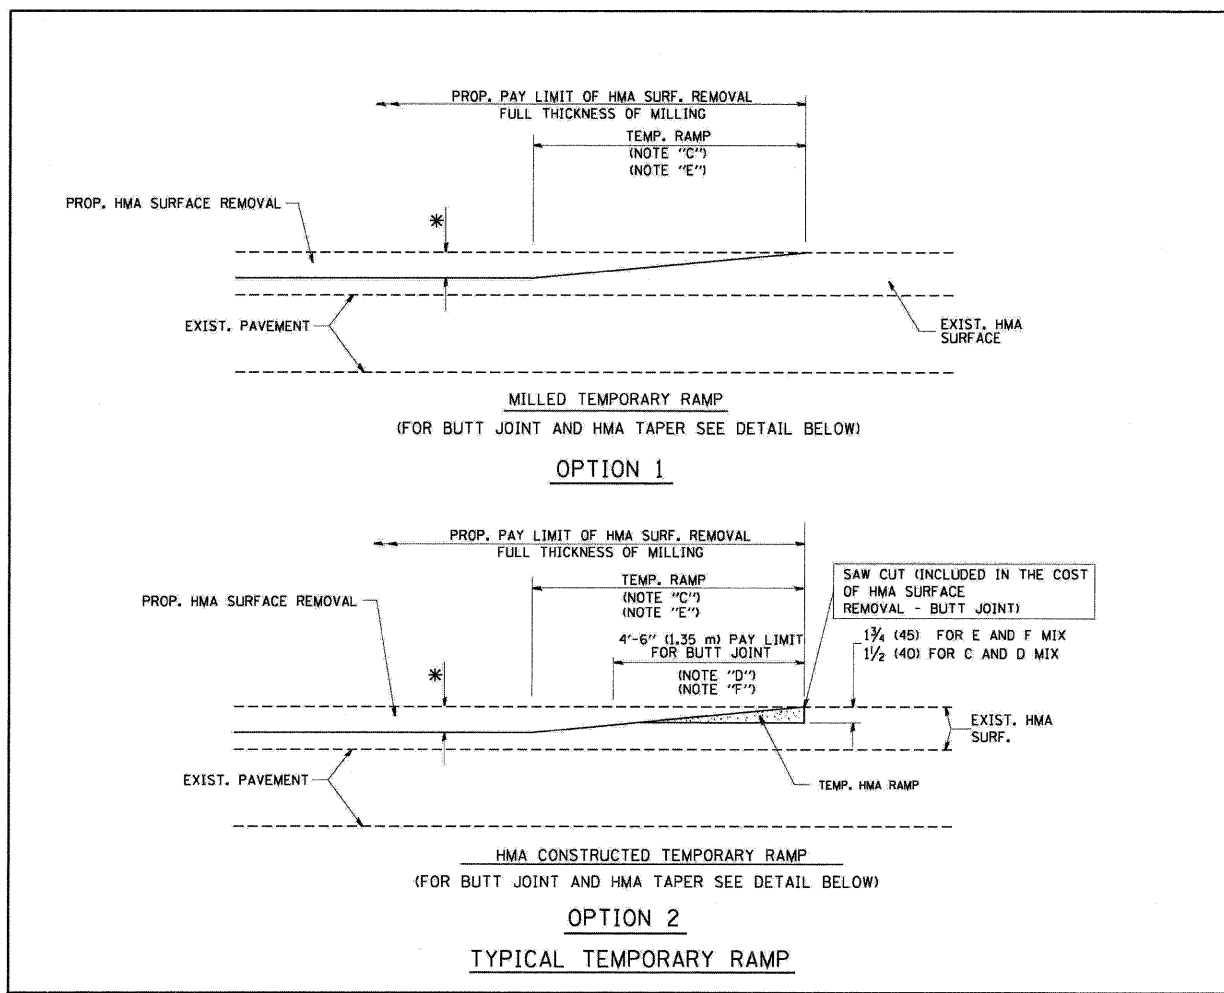 PROP. PAY LIMIT OF HMA SURF. REMOVAL
FULL THICKNESS OF MILLING
TEMP. RAMP
(NOTE "C")
(NOTE "E")
PROP. HMA SURFACE REMOVAL
*
EXIST. PAVEMENT
EXIST. HMA
SURFACE
MILLED TEMPORARY RAMP
(FOR BUTT JOINT AND HMA TAPER SEE DETAIL BELOW)
OPTION 1
PROP. PAY LIMIT OF HMA SURF. REMOVAL
FULL THICKNESS OF MILLING
TEMP. RAMP
(NOTE "C")
(NOTE "E")
SAW CUT (INCLUDED IN THE COST
OF HMA SURFACE
REMOVAL - BUTT JOINT)
PROP. HMA SURFACE REMOVAL
4'-6" (1.35 m) PAY LIMIT
FOR BUTT JOINT
(NOTE "D")
(NOTE "F")
1¾ (45) FOR E AND F MIX
1½ (40) FOR C AND D MIX
*
EXIST. HMA
SURF.
EXIST. PAVEMENT
TEMP. HMA RAMP
HMA CONSTRUCTED TEMPORARY RAMP
(FOR BUTT JOINT AND HMA TAPER SEE DETAIL BELOW)
OPTION 2
TYPICAL TEMPORARY RAMP